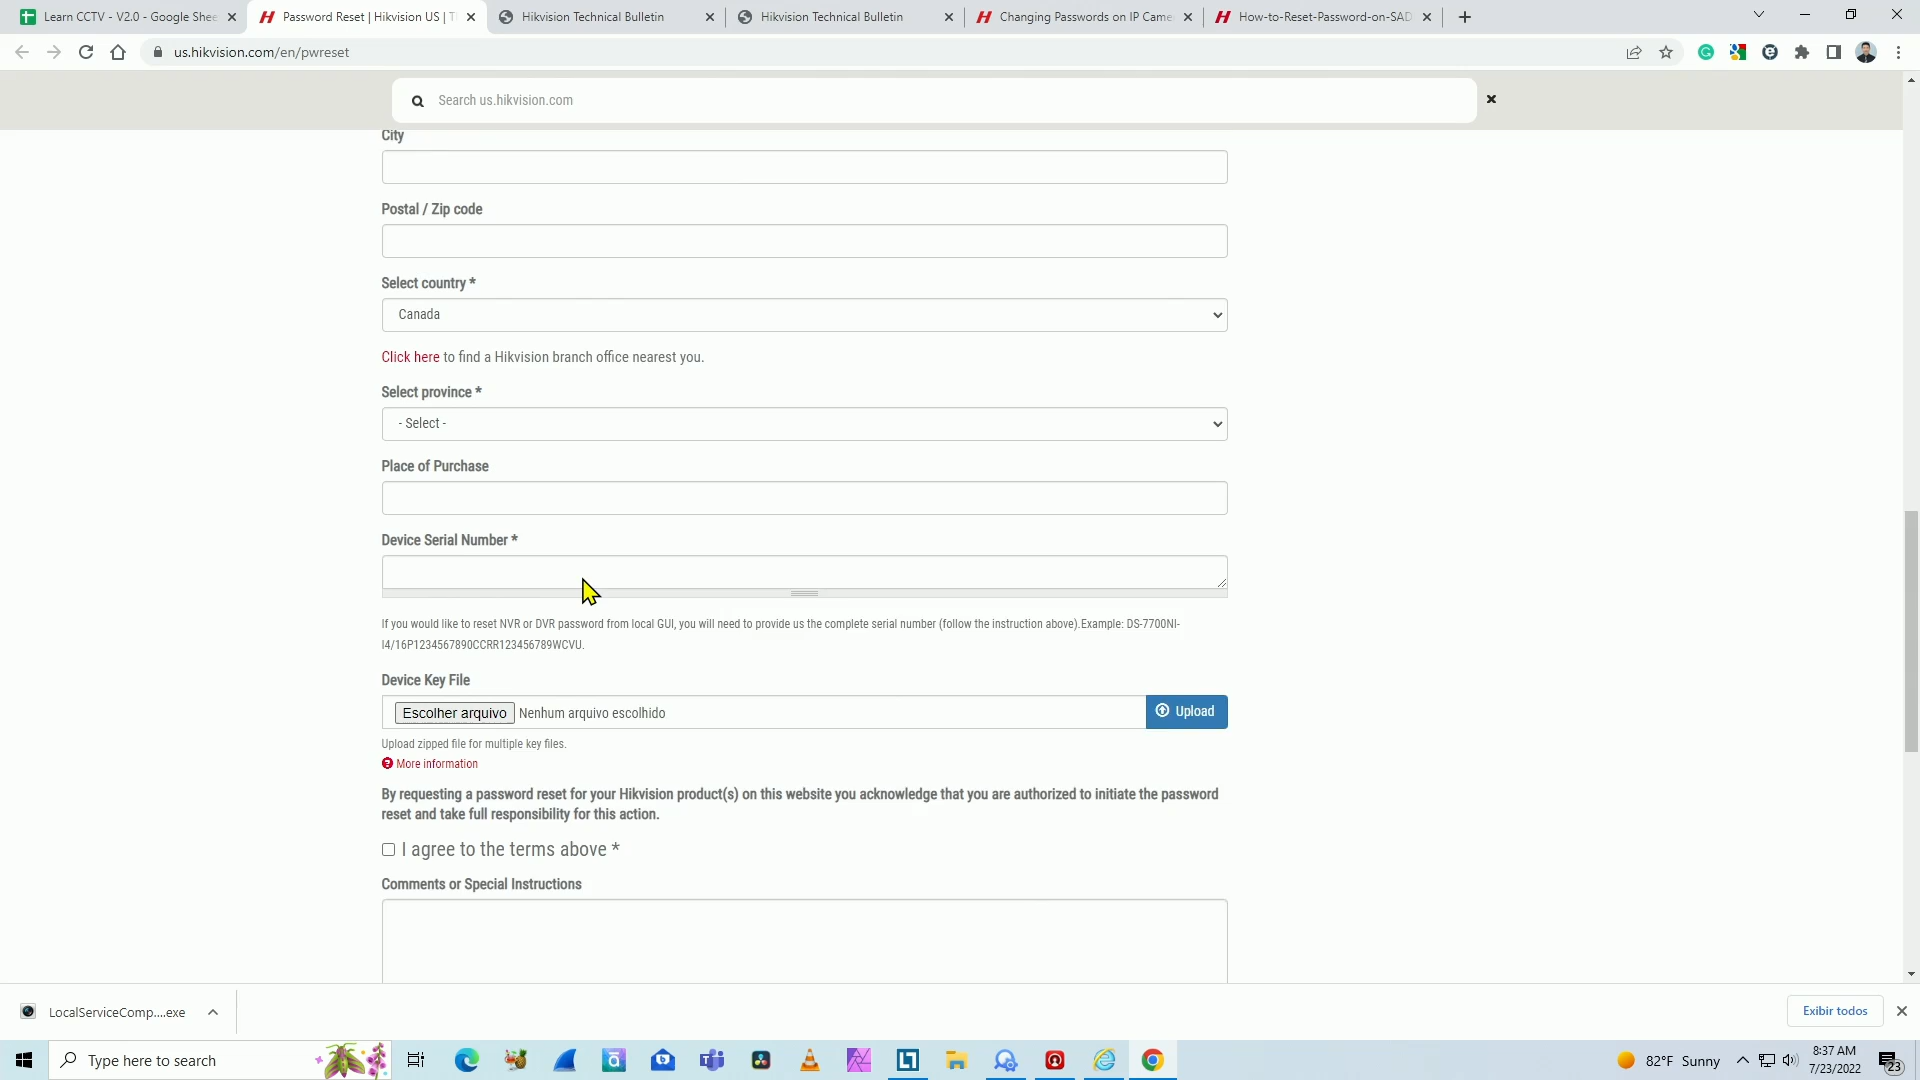 Learn CCTV - V2.0 - Google Shee
Password Reset | Hikvision US | T
Hikvision Technical Bulletin
Hikvision Technical Bulletin
Changing Passwords on IP Came
How-to-Reset-Password-on-SAD
us.hikvision.com/en/pwreset
Search us.hikvision.com
City
Postal / Zip code
Select country *
Canada
Click here to find a Hikvision branch office nearest you.
Select province *
- Select -
Place of Purchase
Device Serial Number *
If you would like to reset NVR or DVR password from local GUI, you will need to provide us the complete serial number (follow the instruction above).Example: DS-7700NI-
I4/16P1234567890CCRR123456789WCVU.
Device Key File
Escolher arquivo Nenhum arquivo escolhido
Upload
Upload zipped file for multiple key files.
More information
By requesting a password reset for your Hikvision product(s) on this website you acknowledge that you are authorized to initiate the password
reset and take full responsibility for this action.
I agree to the terms above *
Comments or Special Instructions
LocalServiceComp....exe
Exibir todos
Type here to search
82°F Sunny
8:37 AM
7/23/2022
23